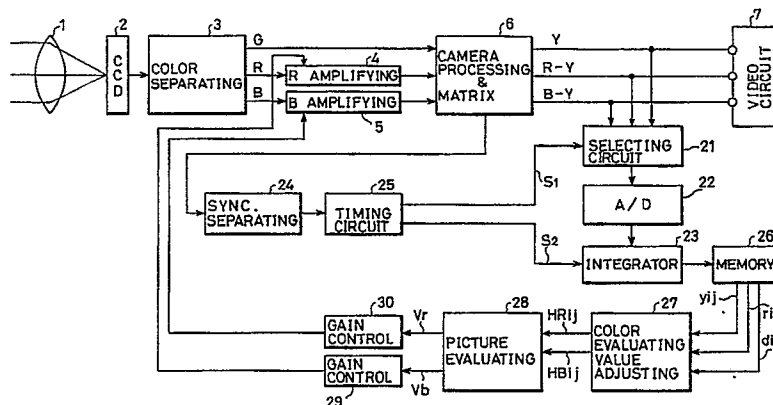 1
2
3
6
7
CCD
COLOR SEPARATING
G
R
B
4
R AMPLIFYING
B AMPLIFYING
5
CAMERA PROCESSING & MATRIX
Y
R-Y
B-Y
VIDEO CIRCUIT
SELECTING CIRCUIT
21
24
SYNC. SEPARATING
25
TIMING CIRCUIT
S1
S2
22
A/D
23
INTEGRATOR
26
MEMORY
yij
ri
di
30
GAIN CONTROL
Vr
28
PICTURE EVALUATING
HRij
HBij
27
COLOR EVALUATING VALUE ADJUSTING
GAIN CONTROL
29
Vb